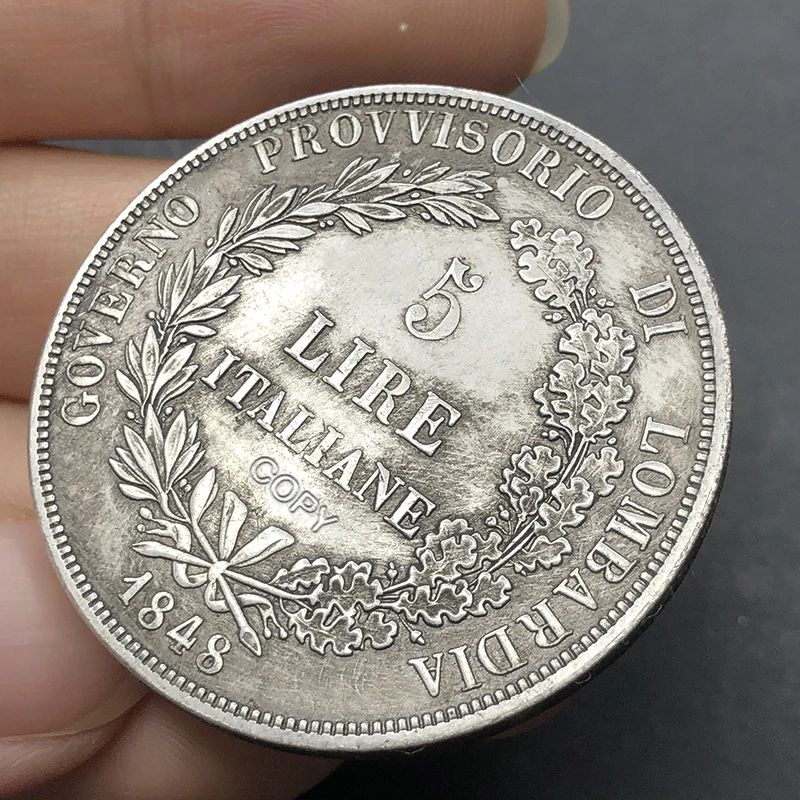 GOVERNO PROVVISORIO DI LOMBARDIA
5
LIRE
ITALIANE
COPY
1848